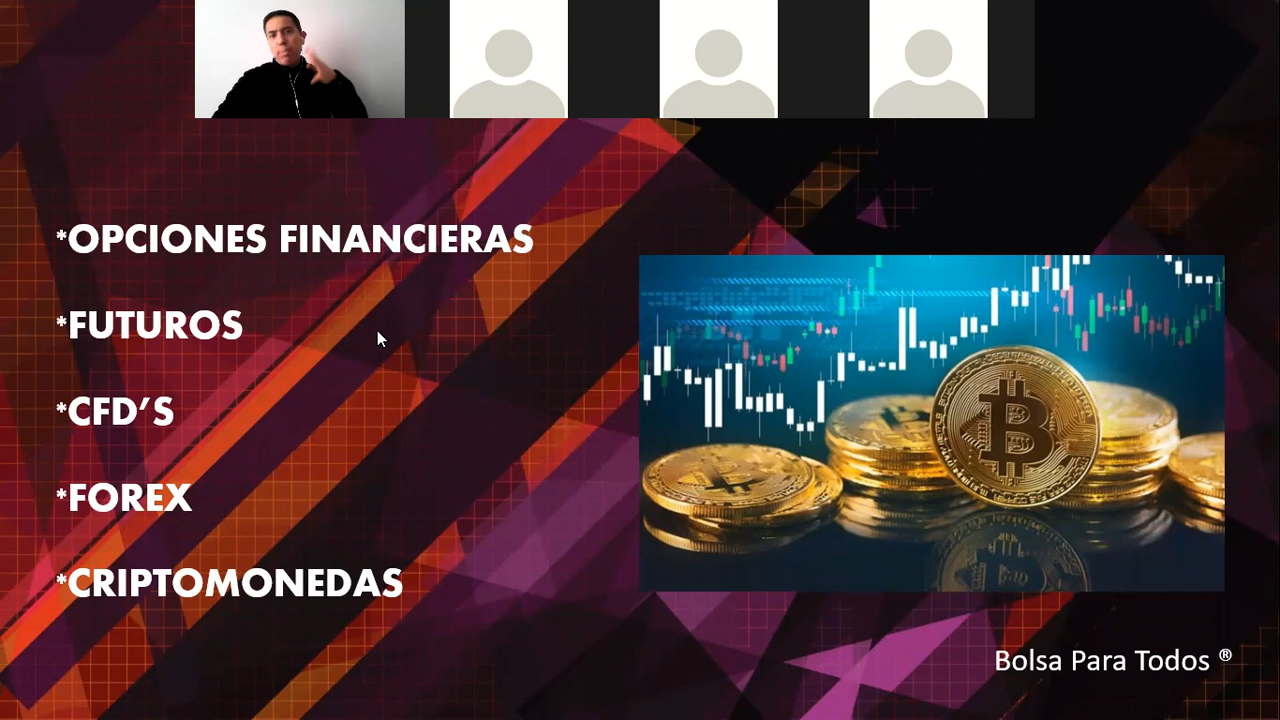 *OPCIONES FINANCIERAS
*FUTUROS
*CFD’S
*FOREX
*CRIPTOMONEDAS
Bolsa Para Todos ®